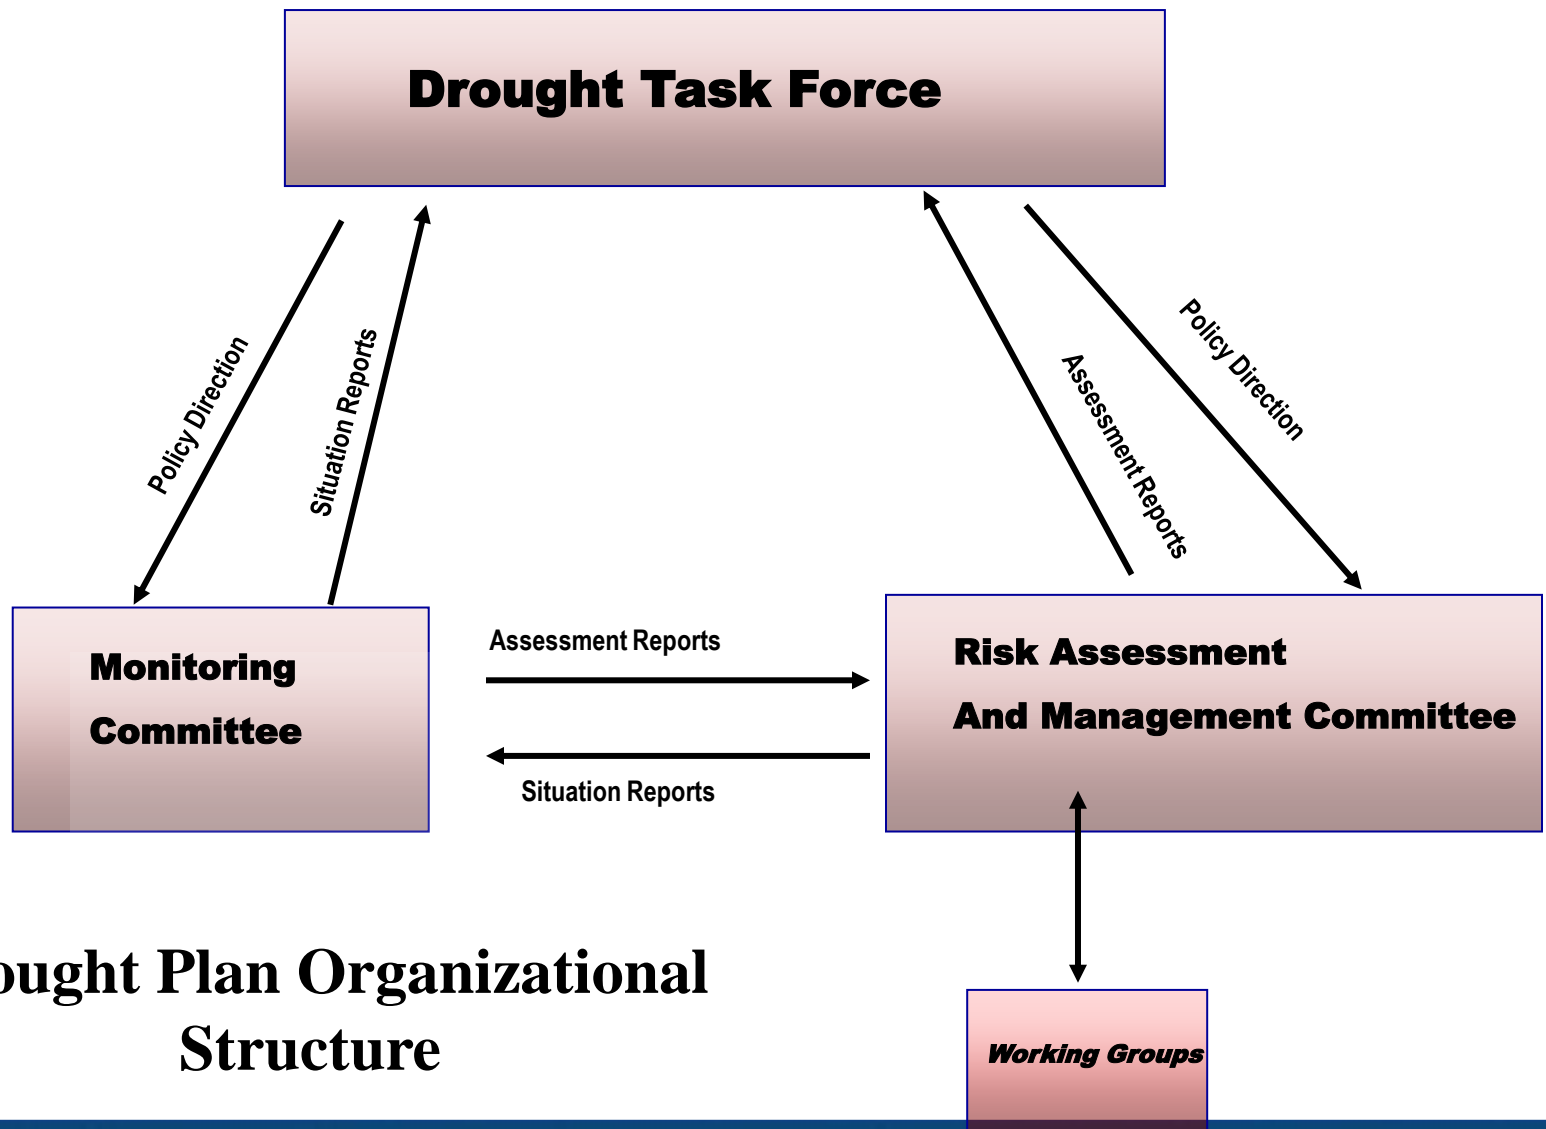 Drought Task Force
Policy Direction
Situation Reports
Assessment Reports
Policy Direction
Monitoring
Committee
Assessment Reports
Situation Reports
Risk Assessment
And Management Committee
ought Plan Organizational
Structure
Working Groups